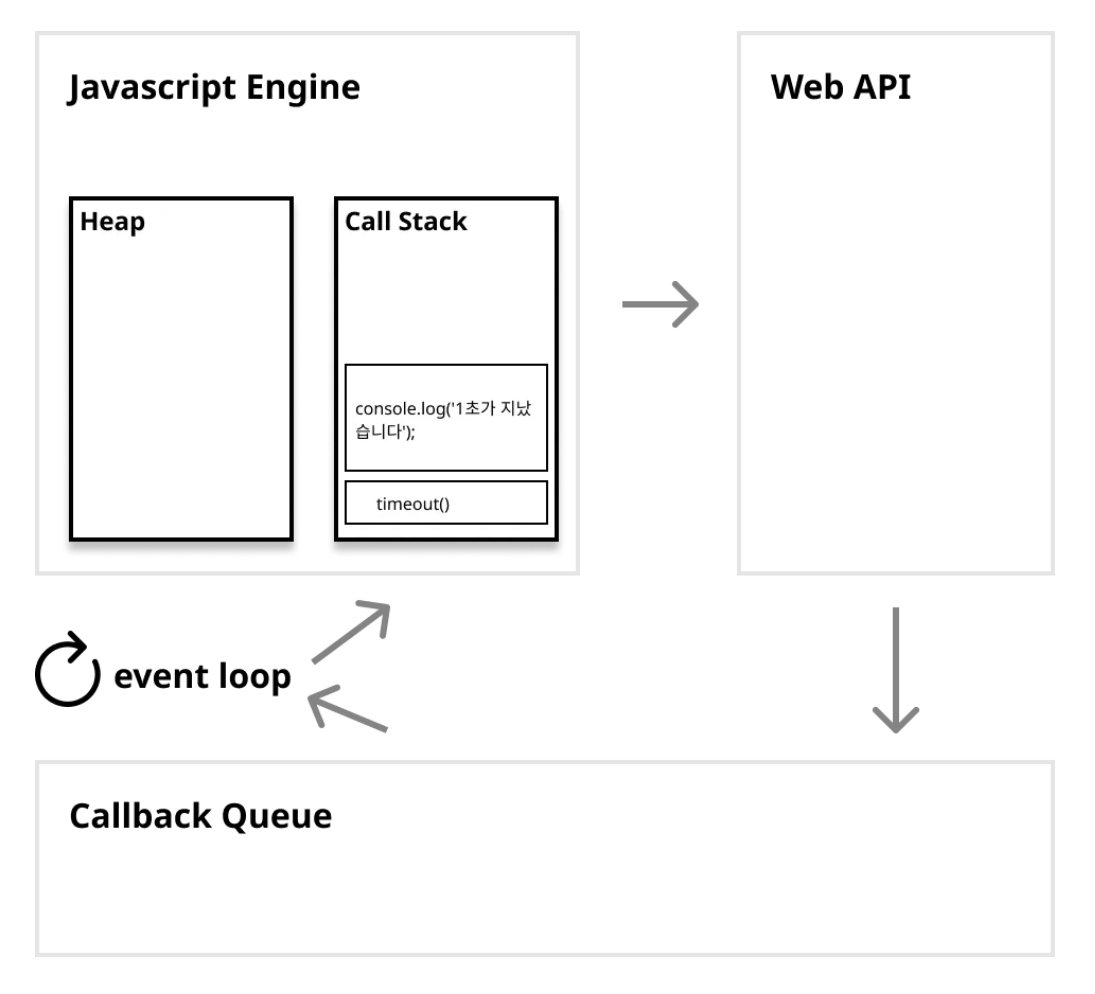 Javascript Engine
Web API
Heap
Call Stack
console.log('1초가 지났
습니다');
timeout()
event loop
Callback Queue